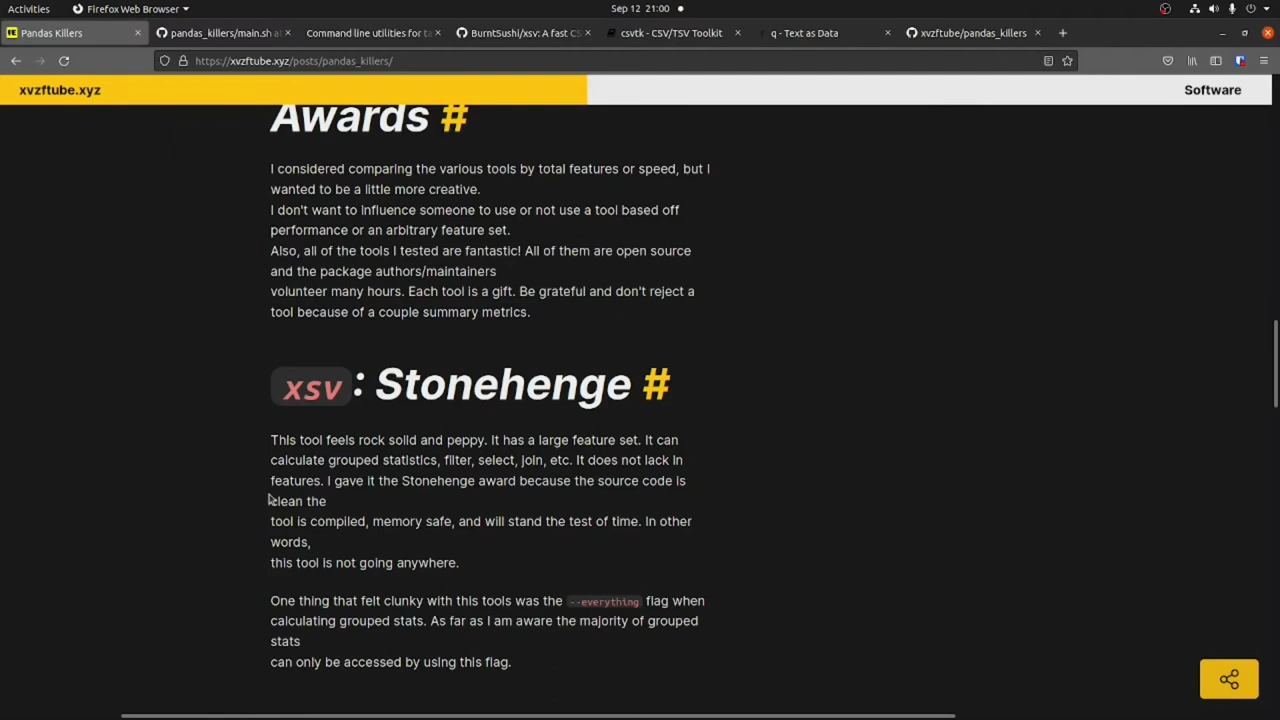 Activities
Firefox Web Browser
Sep 12 21:00
Pandas Killers
pandas_killers/main.sh at
Command line utilities for ta
BurntSushi/xsv: A fast CS
csvtk - CSV/TSV Toolkit
q - Text as Data
xvzftube/pandas_killers
https://xvzftube.xyz/posts/pandas_killers/
xvzftube.xyz
Software
Awards #
I considered comparing the various tools by total features or speed, but I
wanted to be a little more creative.
I don't want to influence someone to use or not use a tool based off
performance or an arbitrary feature set.
Also, all of the tools I tested are fantastic! All of them are open source
and the package authors/maintainers
volunteer many hours. Each tool is a gift. Be grateful and don't reject a
tool because of a couple summary metrics.
xsv: Stonehenge #
This tool feels rock solid and peppy. It has a large feature set. It can
calculate grouped statistics, filter, select, join, etc. It does not lack in
features. I gave it the Stonehenge award because the source code is
clean the
tool is compiled, memory safe, and will stand the test of time. In other
words,
this tool is not going anywhere.
One thing that felt clunky with this tools was the --everything flag when
calculating grouped stats. As far as I am aware the majority of grouped
stats
can only be accessed by using this flag.